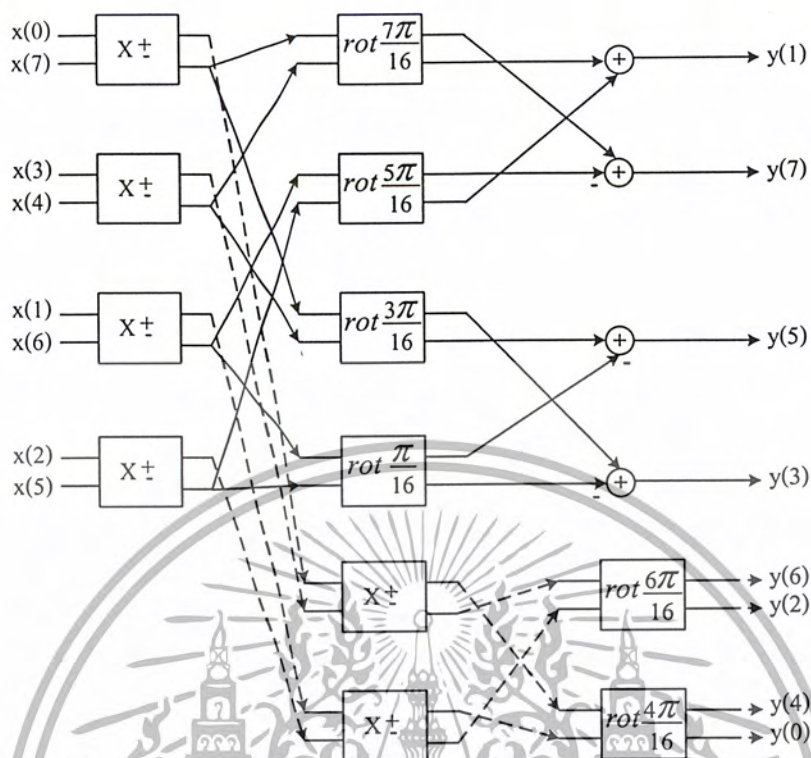 x(0)
x(7)
X±
rot 7π/16
+
y(1)
x(3)
x(4)
X±
rot 5π/16
-
+
y(7)
x(1)
x(6)
X±
rot 3π/16
+
-
y(5)
x(2)
x(5)
X±
rot π/16
-
+
y(3)
X±
rot 6π/16
y(6)
y(2)
X±
rot 4π/16
y(4)
y(0)